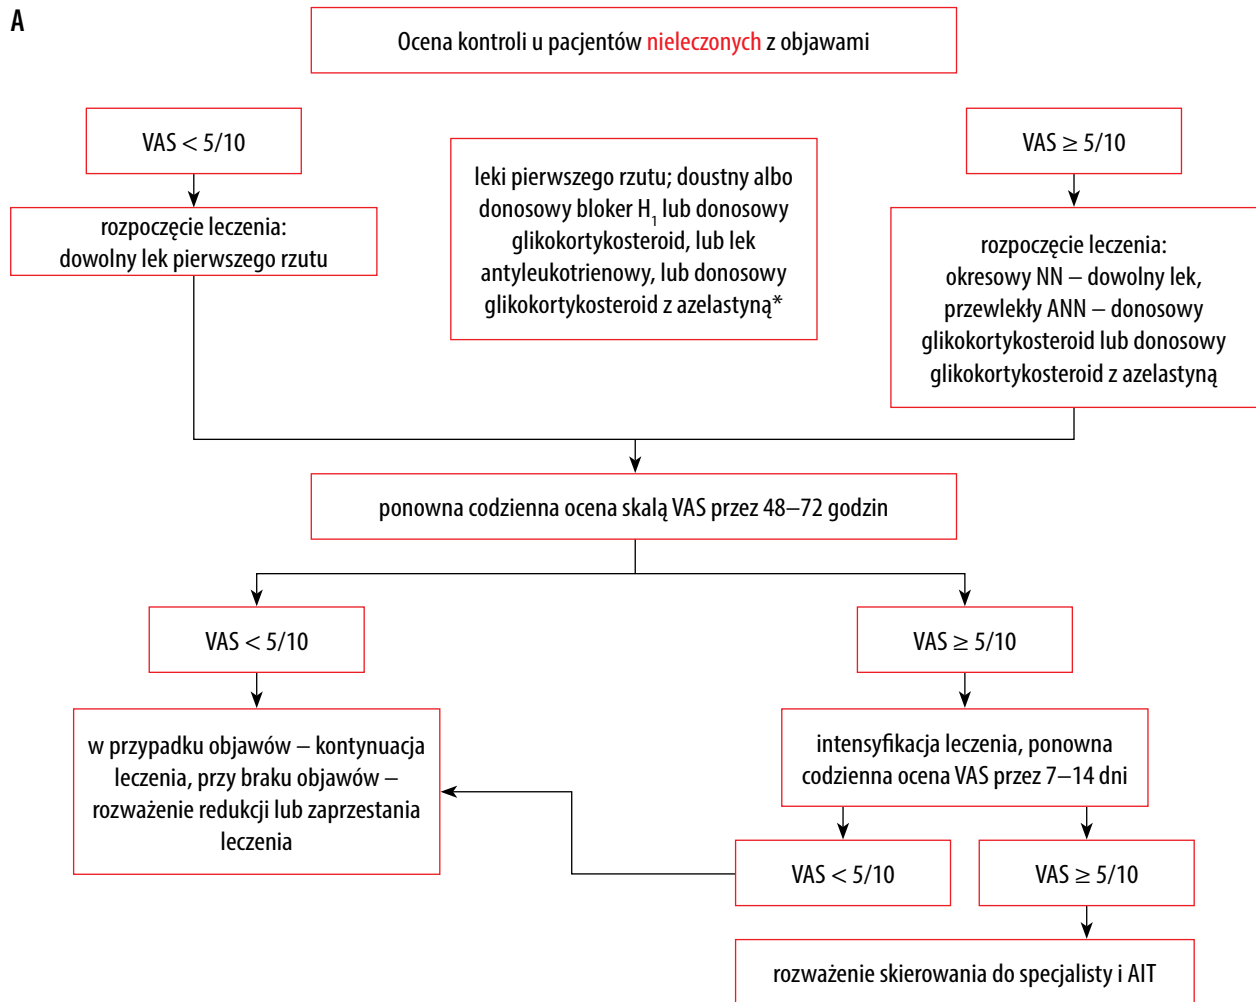 A
Ocena kontroli u pacjentów nieleczonych z objawami
VAS < 5/10
rozpoczęcie leczenia:
dowolny lek pierwszego rzutu
leki pierwszego rzutu; doustny albo
donosowy bloker H₁ lub donosowy
glikokortykosteroid, lub lek
antyleukotrienowy, lub donosowy
glikokortykosteroid z azelastyną*
VAS ≥ 5/10
rozpoczęcie leczenia:
okresowy NN – dowolny lek,
przewlekły ANN – donosowy
glikokortykosteroid lub donosowy
glikokortykosteroid z azelastyną
ponowna codzienna ocena skalą VAS przez 48–72 godzin
VAS < 5/10
w przypadku objawów – kontynuacja
leczenia, przy braku objawów –
rozważenie redukcji lub zaprzestania
leczenia
VAS ≥ 5/10
intensyfikacja leczenia, ponowna
codzienna ocena VAS przez 7–14 dni
VAS < 5/10
VAS ≥ 5/10
rozważenie skierowania do specjalisty i AIT